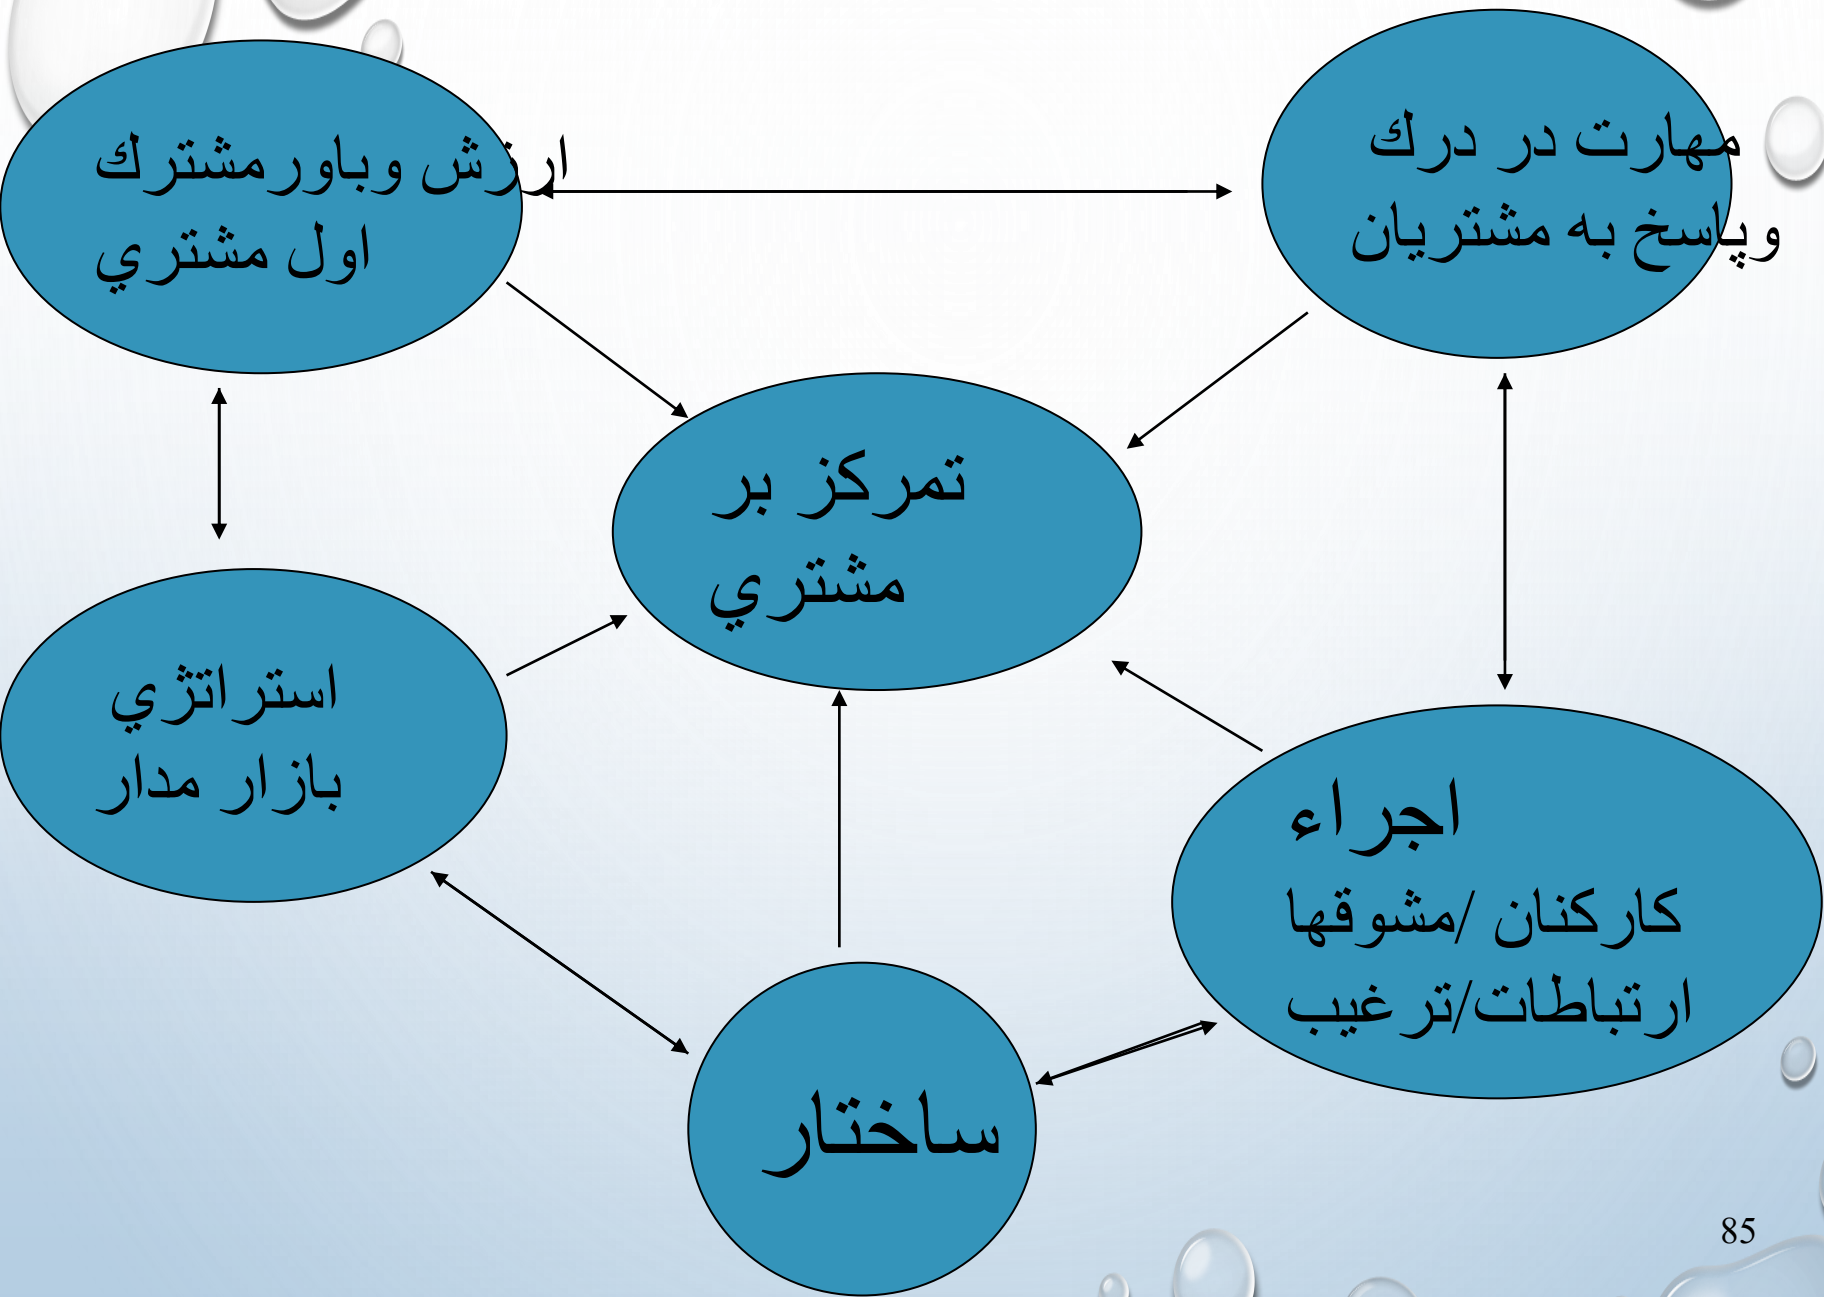 مهارت در درك
وپاسخ به مشتريان
ارزش وباورمشترك
اول مشتري
تمركز بر
مشتري
استراتژي
بازار مدار
اجراء
كاركنان /مشوقها
ارتباطات/ترغيب
ساختار
85